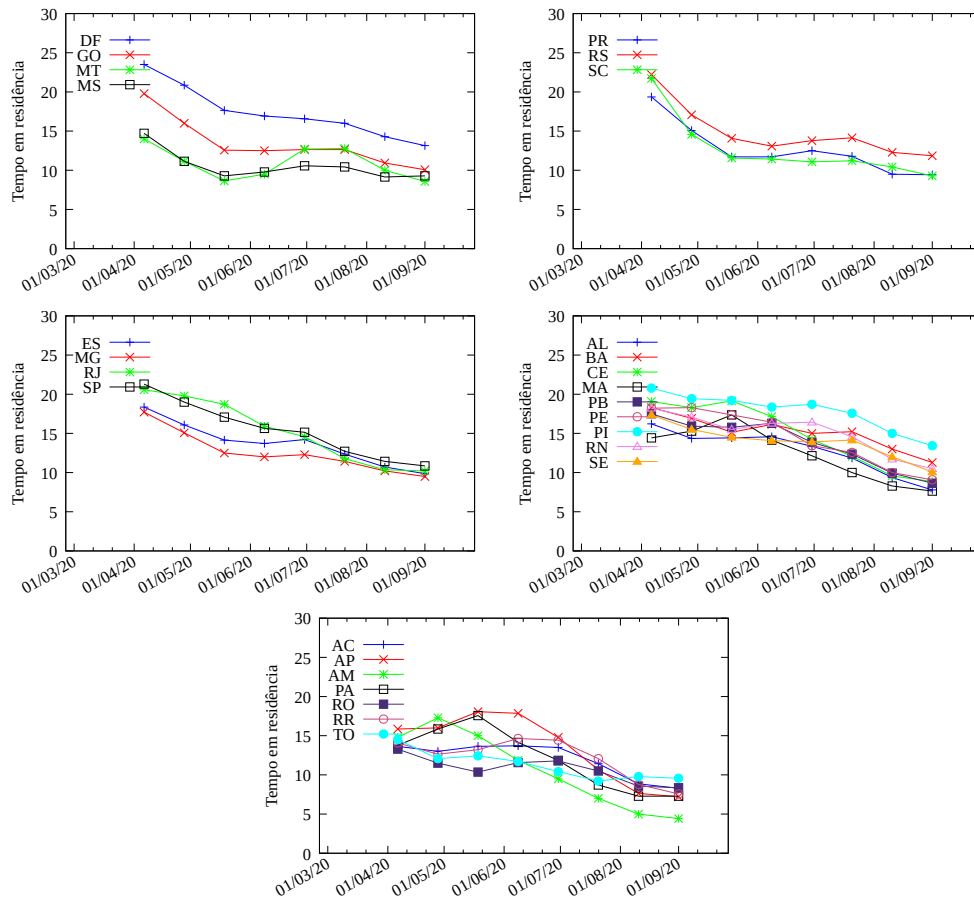 30
25
20
15
10
5
0
Tempo em residência
DF
GO
MT
MS
01/03/20
01/04/20
01/05/20
01/06/20
01/07/20
01/08/20
01/09/20
30
25
20
15
10
5
0
Tempo em residência
PR
RS
SC
01/03/20
01/04/20
01/05/20
01/06/20
01/07/20
01/08/20
01/09/20
30
25
20
15
10
5
0
Tempo em residência
ES
MG
RJ
SP
01/03/20
01/04/20
01/05/20
01/06/20
01/07/20
01/08/20
01/09/20
30
25
20
15
10
5
0
Tempo em residência
AL
BA
CE
MA
PB
PE
PI
RN
SE
01/03/20
01/04/20
01/05/20
01/06/20
01/07/20
01/08/20
01/09/20
30
25
20
15
10
5
0
Tempo em residência
AC
AP
AM
PA
RO
RR
TO
01/03/20
01/04/20
01/05/20
01/06/20
01/07/20
01/08/20
01/09/20